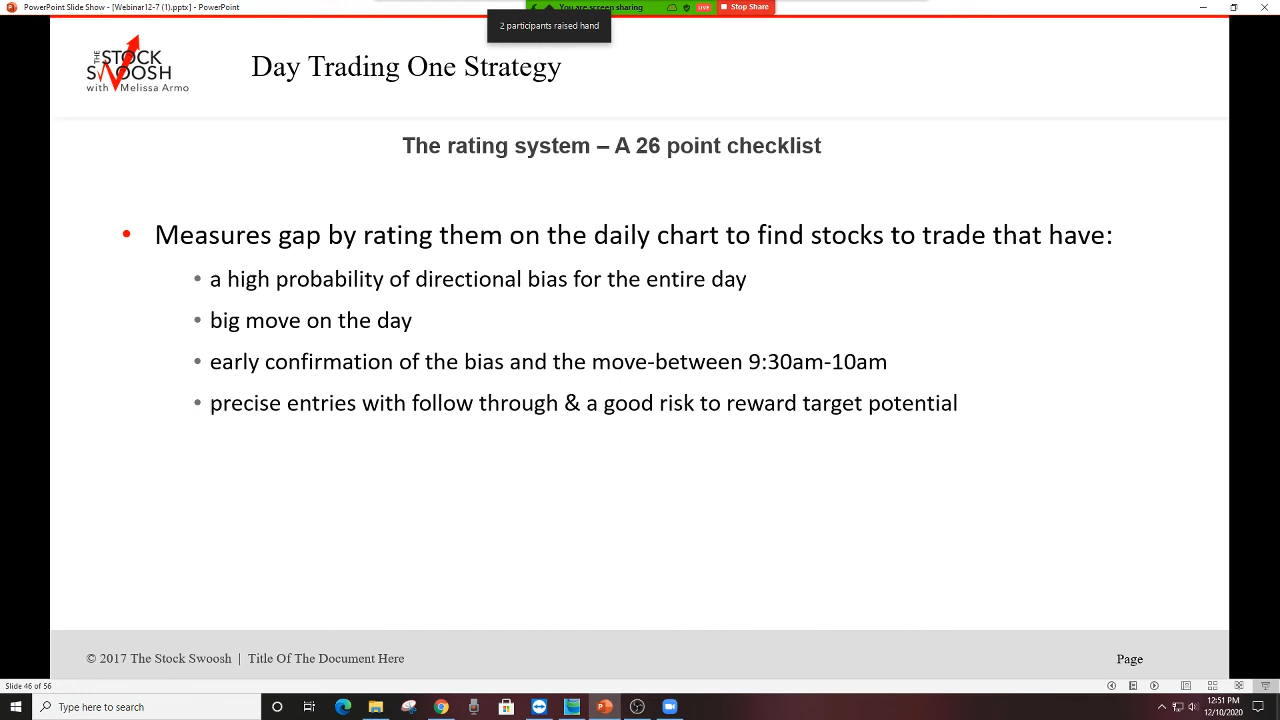 PowerPoint Slide Show - [Webinar12-7 (1).pptx] - PowerPoint
You are screen sharing
LIVE
Stop Share
2 participants raised hand
THE STOCK
SWOOSH
with Melissa Armo
Day Trading One Strategy
The rating system – A 26 point checklist
• Measures gap by rating them on the daily chart to find stocks to trade that have:
• a high probability of directional bias for the entire day
• big move on the day
• early confirmation of the bias and the move-between 9:30am-10am
• precise entries with follow through & a good risk to reward target potential
© 2017 The Stock Swoosh | Title Of The Document Here
Page
Slide 46 of 56
Type here to search
12:51 PM
12/10/2020